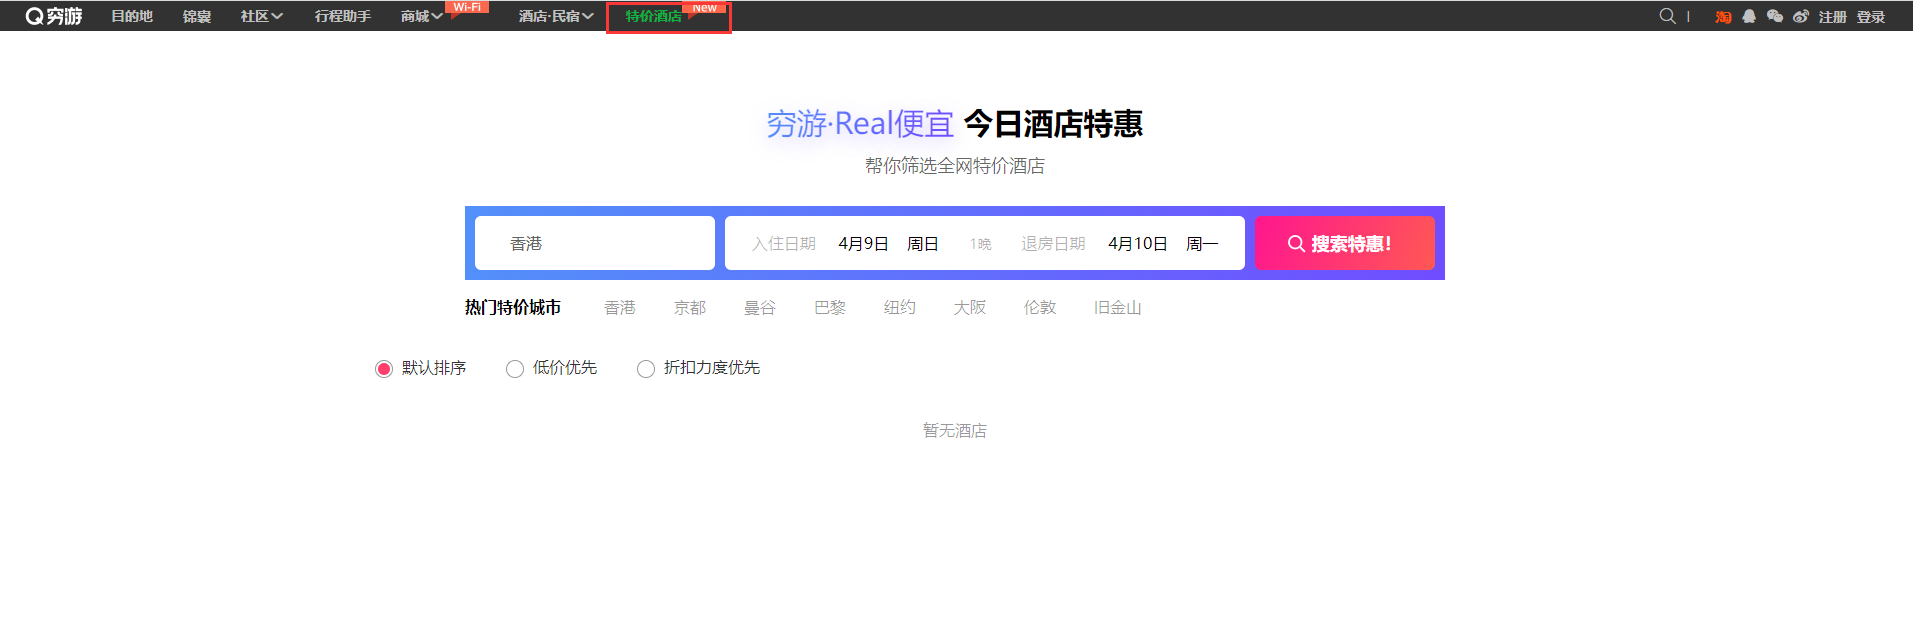 穷游 目的地 锦囊 社区 行程助手 商城 Wi-Fi 酒店·民宿 特价酒店 New 淘 注册 登录
穷游·Real便宜 今日酒店特惠
帮你筛选全网特价酒店
香港 入住日期 4月9日 周日 1晚 退房日期 4月10日 周一 搜索特惠!
热门特价城市 香港 京都 曼谷 巴黎 纽约 大阪 伦敦 旧金山
默认排序 低价优先 折扣力度优先
暂无酒店